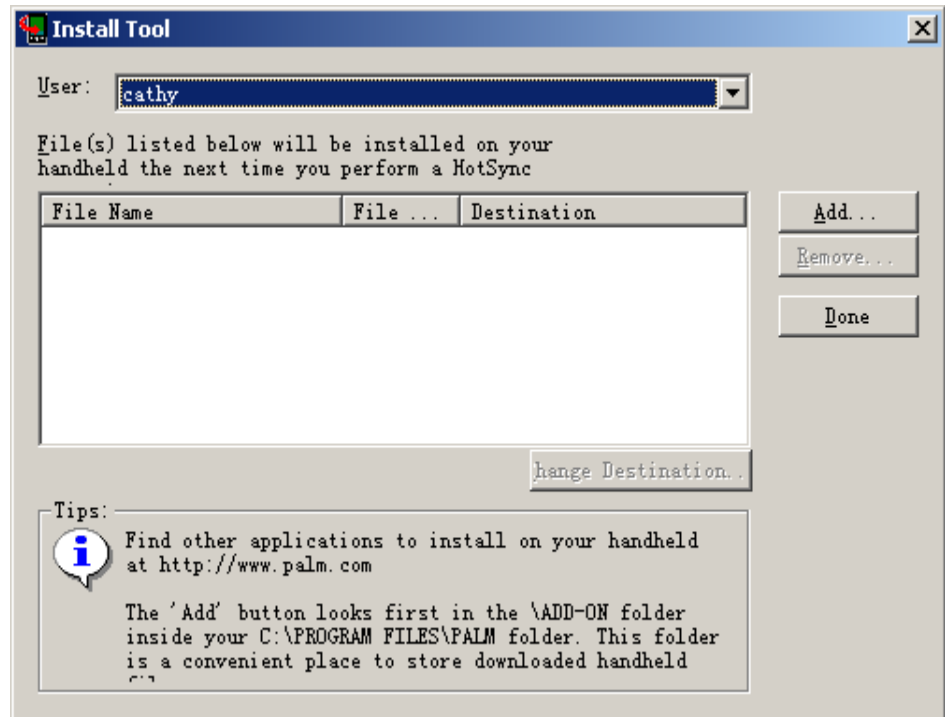 Install Tool
User:
cathy
File(s) listed below will be installed on your
handheld the next time you perform a HotSync
File Name
File ...
Destination
Add...
Remove...
Done
hange Destination..
Tips:
Find other applications to install on your handheld
at http://www.palm.com
The 'Add' button looks first in the \ADD-ON folder
inside your C:\PROGRAM FILES\PALM folder. This folder
is a convenient place to store downloaded handheld